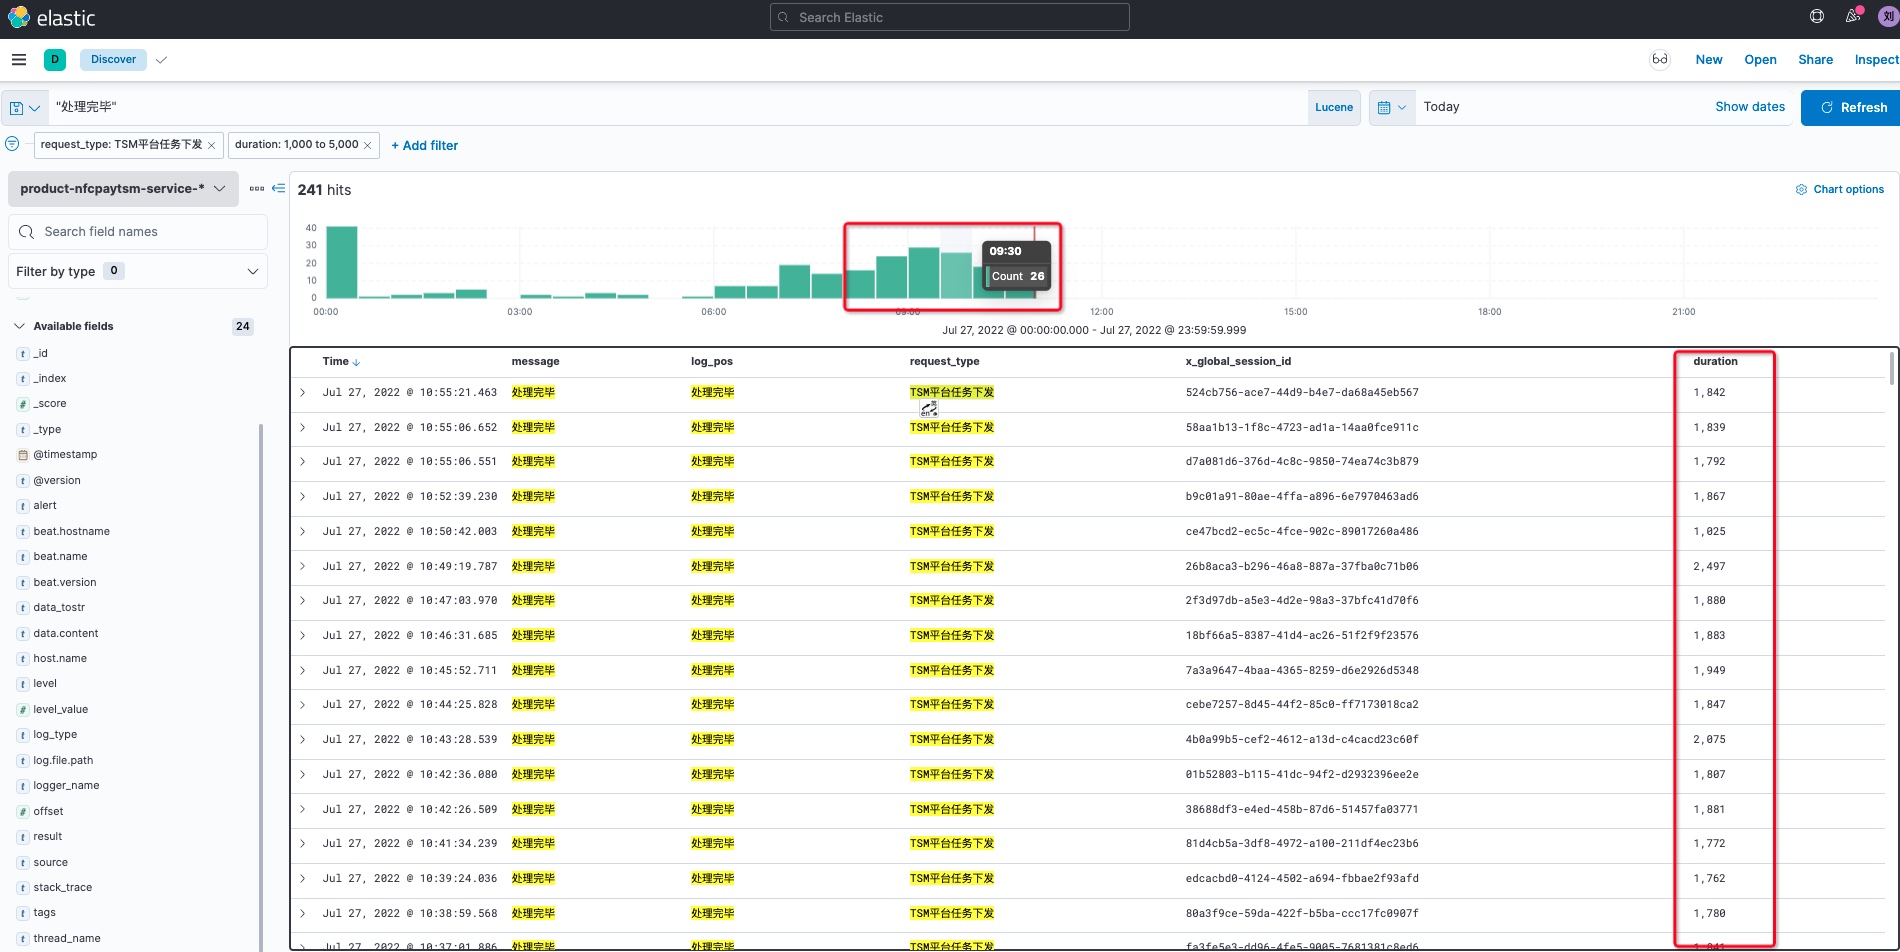 elastic
Search Elastic
刘
D
Discover
New
Open
Share
Inspect
"处理完毕"
Lucene
Today
Show dates
Refresh
request_type: TSM平台任务下发 ×
duration: 1,000 to 5,000 ×
+ Add filter
product-nfcpaytsm-service-*
241 hits
Chart options
Search field names
Filter by type 0
40
30
20
10
0
09:30
Count 26
00:00
03:00
06:00
09:00
12:00
15:00
18:00
21:00
Jul 27, 2022 @ 00:00:00.000 - Jul 27, 2022 @ 23:59:59.999
Available fields 24
t _id
t _index
# _score
t _type
@timestamp
t @version
t alert
t beat.hostname
t beat.name
t beat.version
t data_tostr
t data.content
t host.name
t level
# level_value
t log_type
t log.file.path
t logger_name
# offset
t result
t source
t stack_trace
t tags
t thread_name
Time message log_pos request_type x_global_session_id duration
Jul 27, 2022 @ 10:55:21.463 处理完毕 处理完毕 TSM平台任务下发 524cb756-ace7-44d9-b4e7-da68a45eb567 1,842
英
en
Jul 27, 2022 @ 10:55:06.652 处理完毕 处理完毕 TSM平台任务下发 58aa1b13-1f8c-4723-ad1a-14aa0fce911c 1,839
Jul 27, 2022 @ 10:55:06.551 处理完毕 处理完毕 TSM平台任务下发 d7a081d6-376d-4c8c-9850-74ea74c3b879 1,792
Jul 27, 2022 @ 10:52:39.230 处理完毕 处理完毕 TSM平台任务下发 b9c01a91-80ae-4ffa-a896-6e7970463ad6 1,867
Jul 27, 2022 @ 10:50:42.003 处理完毕 处理完毕 TSM平台任务下发 ce47bcd2-ec5c-4fce-902c-89017260a486 1,025
Jul 27, 2022 @ 10:49:19.787 处理完毕 处理完毕 TSM平台任务下发 26b8aca3-b296-46a8-887a-37fba0c71b06 2,497
Jul 27, 2022 @ 10:47:03.970 处理完毕 处理完毕 TSM平台任务下发 2f3d97db-a5e3-4d2e-98a3-37bfc41d70f6 1,880
Jul 27, 2022 @ 10:46:31.685 处理完毕 处理完毕 TSM平台任务下发 18bf66a5-8387-41d4-ac26-51f2f9f23576 1,883
Jul 27, 2022 @ 10:45:52.711 处理完毕 处理完毕 TSM平台任务下发 7a3a9647-4baa-4365-8259-d6e2926d5348 1,949
Jul 27, 2022 @ 10:44:25.828 处理完毕 处理完毕 TSM平台任务下发 cebe7257-8d45-44f2-85c0-ff7173018ca2 1,847
Jul 27, 2022 @ 10:43:28.539 处理完毕 处理完毕 TSM平台任务下发 4b0a99b5-cef2-4612-a13d-c4cacd23c60f 2,075
Jul 27, 2022 @ 10:42:36.080 处理完毕 处理完毕 TSM平台任务下发 01b52803-b115-41dc-94f2-d2932396ee2e 1,807
Jul 27, 2022 @ 10:42:26.509 处理完毕 处理完毕 TSM平台任务下发 38688df3-e4ed-458b-87d6-51457fa03771 1,881
Jul 27, 2022 @ 10:41:34.239 处理完毕 处理完毕 TSM平台任务下发 81d4cb5a-3df8-4972-a100-211df4ec23b6 1,772
Jul 27, 2022 @ 10:39:24.036 处理完毕 处理完毕 TSM平台任务下发 edcacbd0-4124-4502-a694-fbbae2f93afd 1,762
Jul 27, 2022 @ 10:38:59.568 处理完毕 处理完毕 TSM平台任务下发 80a3f9ce-59da-422f-b5ba-ccc17fc0907f 1,780
Jul 27, 2022 @ 10:37:01.886 处理完毕 处理完毕 TSM平台任务下发 fa3fe5e3-dd96-4fe5-9005-7681381c8ed6 1,841